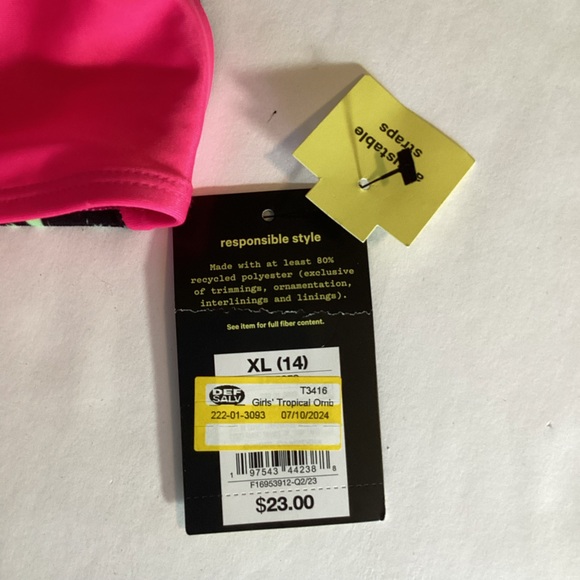 adjustable
straps
responsible style
Made with at least 80%
recycled polyester (exclusive
of trimmings, ornamentation,
interlinings and linings).
See item for full fiber content.
XL (14)
DEF
SALV
T3416
Girls' Tropical Omb
222-01-3093 07/10/2024
1 97543 44238 8
F16953912-Q2/23
$23.00